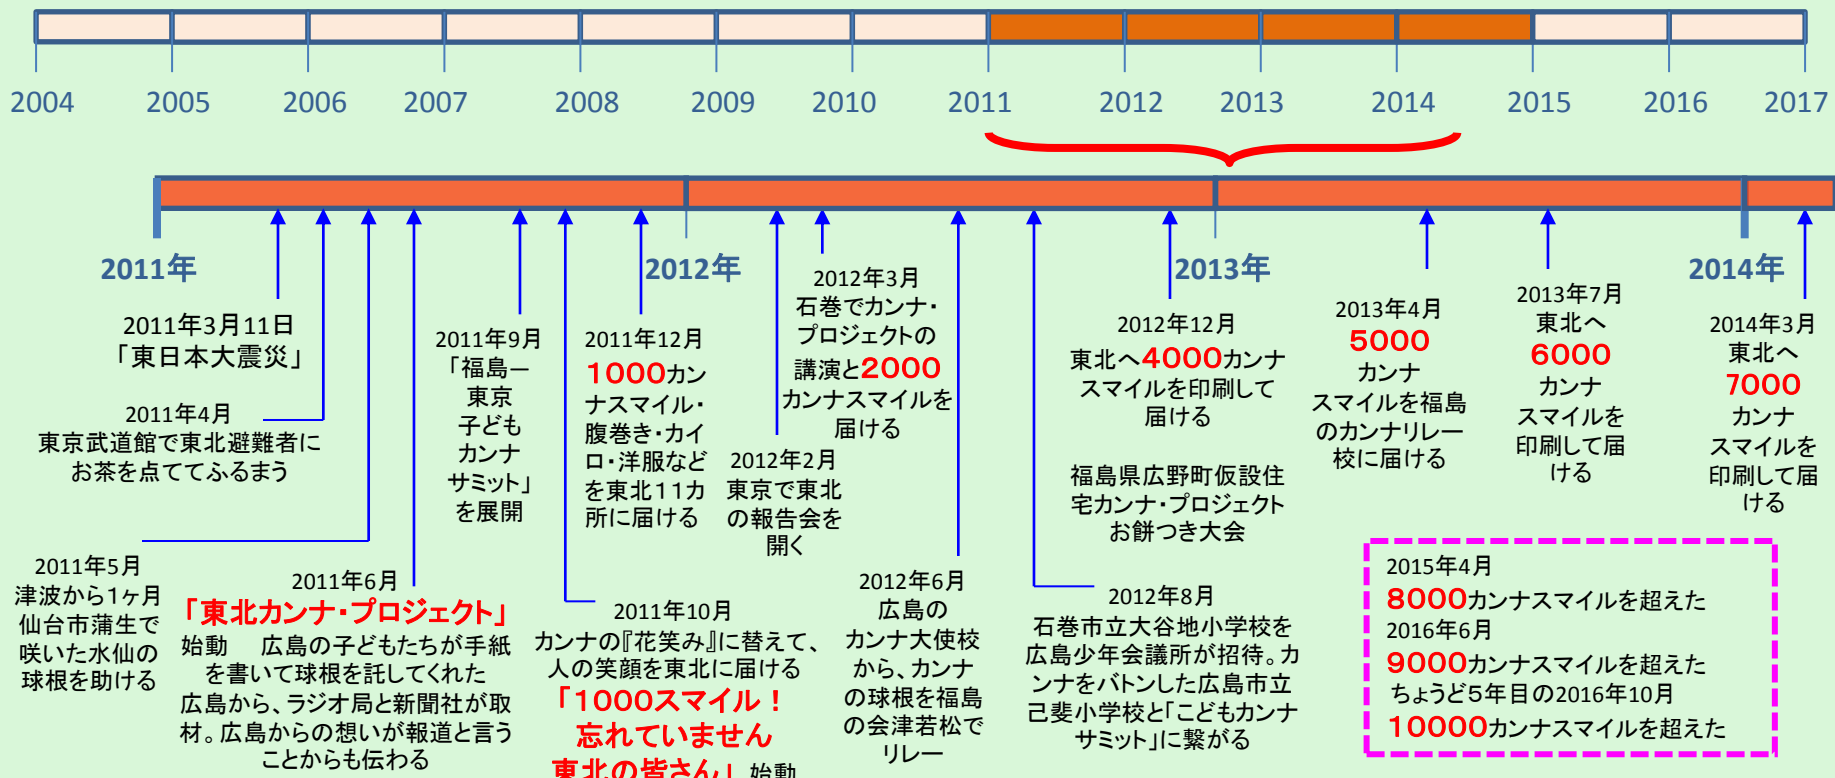 2004 2005 2006 2007 2008 2009 2010 2011 2012 2013 2014 2015 2016 2017
2011年 2012年 2013年 2014年
2011年3月11日
「東日本大震災」
2011年4月
東京武道館で東北避難者に
お茶を点ててふるまう
2011年5月
津波から1ヶ月
仙台市蒲生で
咲いた水仙の
球根を助ける
2011年6月
「東北カンナ・プロジェクト」
始動　広島の子どもたちが手紙
を書いて球根を託してくれた
広島から、ラジオ局と新聞社が取
材。広島からの想いが報道と言う
ことからも伝わる
2011年9月
「福島－
東京
子ども
カンナ
サミット」
を展開
2011年10月
カンナの『花笑み』に替えて、
人の笑顔を東北に届ける
「1000スマイル！
忘れていません
東北の皆さん」 始動
2011年12月
1000カン
ナスマイル・
腹巻き・カイ
ロ・洋服など
を東北11カ
所に届ける
2012年2月
東京で東北
の報告会を
開く
2012年3月
石巻でカンナ・
プロジェクトの
講演と2000
カンナスマイルを
届ける
2012年6月
広島の
カンナ大使校
から、カンナ
の球根を福島
の会津若松で
リレー
2012年8月
石巻市立大谷地小学校を
広島少年会議所が招待。カ
ンナをバトンした広島市立
己斐小学校と「こどもカンナ
サミット」に繋がる
2012年12月
東北へ4000カンナ
スマイルを印刷して
届ける
福島県広野町仮設住
宅カンナ・プロジェクト
お餅つき大会
2013年4月
5000
カンナ
スマイルを福島
のカンナリレー
校に届ける
2013年7月
東北へ
6000
カンナ
スマイルを
印刷して届
ける
2014年3月
東北へ
7000
カンナ
スマイルを
印刷して届
ける
2015年4月
8000カンナスマイルを超えた
2016年6月
9000カンナスマイルを超えた
ちょうど5年目の2016年10月
10000カンナスマイルを超えた